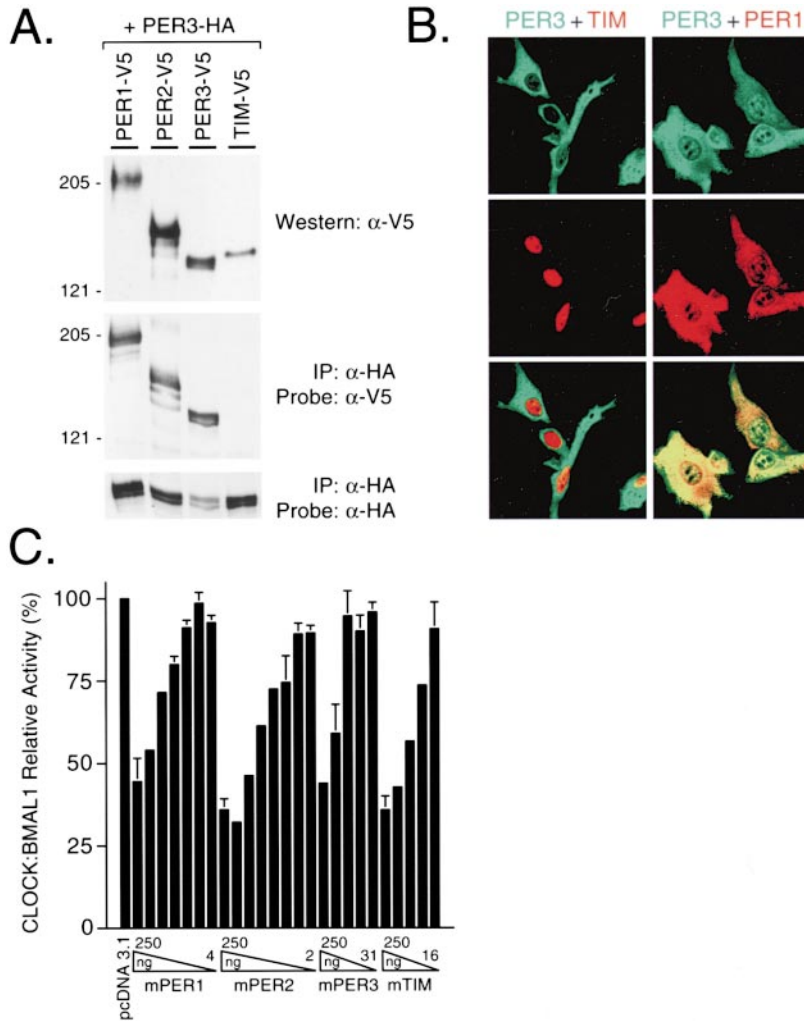 A.
+ PER3-HA
PER1-V5
PER2-V5
PER3-V5
TIM-V5
205 -
121 -
Western: α-V5
205 -
121 -
IP: α-HA
Probe: α-V5
IP: α-HA
Probe: α-HA
B.
PER3 + TIM
PER3 + PER1
C.
CLOCK:BMAL1 Relative Activity (%)
100
75
50
25
0
pcDNA 3.1
250
ng
4
mPER1
250
ng
2
mPER2
250
ng
31
mPER3
250
ng
16
mTIM